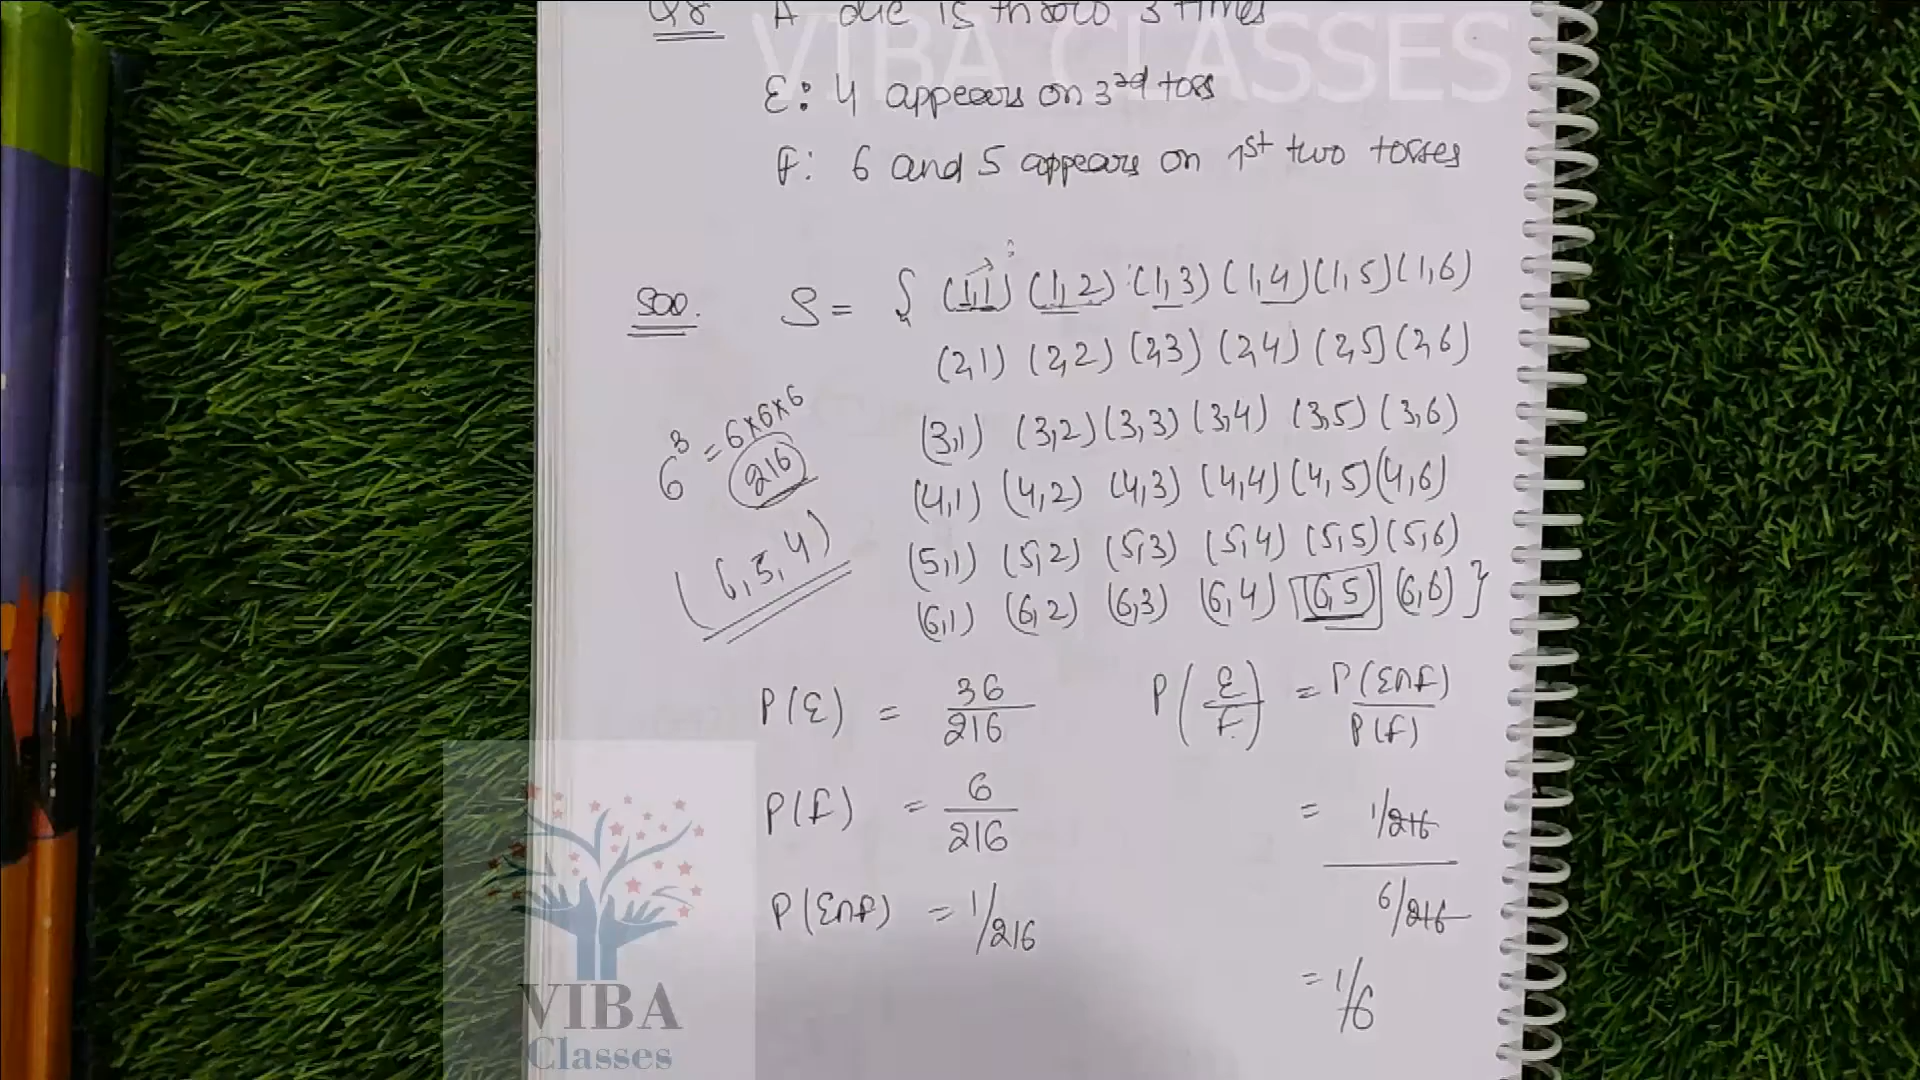 Q8 A die is thrown 3 times
VIBA CLASSES
E: 4 appears on 3rd toss
F: 6 and 5 appears on 1st two tosses
Sol. S = { (1,1) (1,2) (1,3) (1,4) (1,5) (1,6)
(2,1) (2,2) (2,3) (2,4) (2,5) (2,6)
(3,1) (3,2) (3,3) (3,4) (3,5) (3,6)
(4,1) (4,2) (4,3) (4,4) (4,5) (4,6)
(5,1) (5,2) (5,3) (5,4) (5,5) (5,6)
(6,1) (6,2) (6,3) (6,4) (6,5) (6,6) }
6³ = 6x6x6
216
(6,5,4)
P(E) = 36/216
P(F) = 6/216
P(E∩F) = 1/216
P(E/F) = P(E∩F)/P(F)
= 1/216
6/216
= 1/6
VIBA
Classes